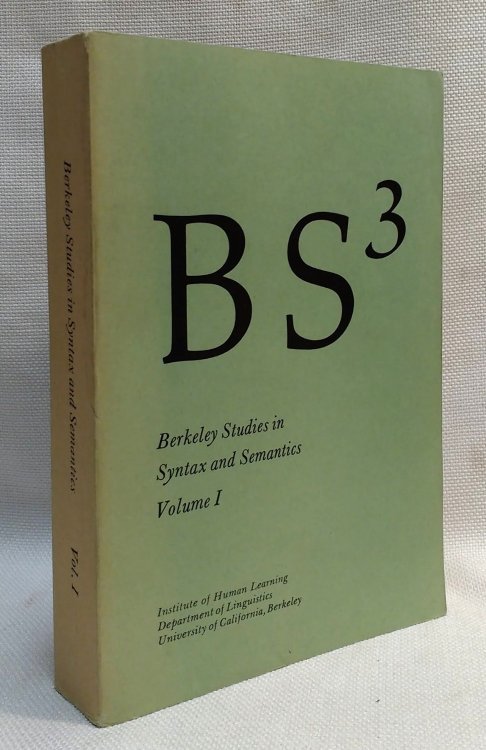 Berkeley Studies in Syntax and Semantics Vol. I
BS³
Berkeley Studies in
Syntax and Semantics
Volume I
Institute of Human Learning
Department of Linguistics
University of California, Berkeley